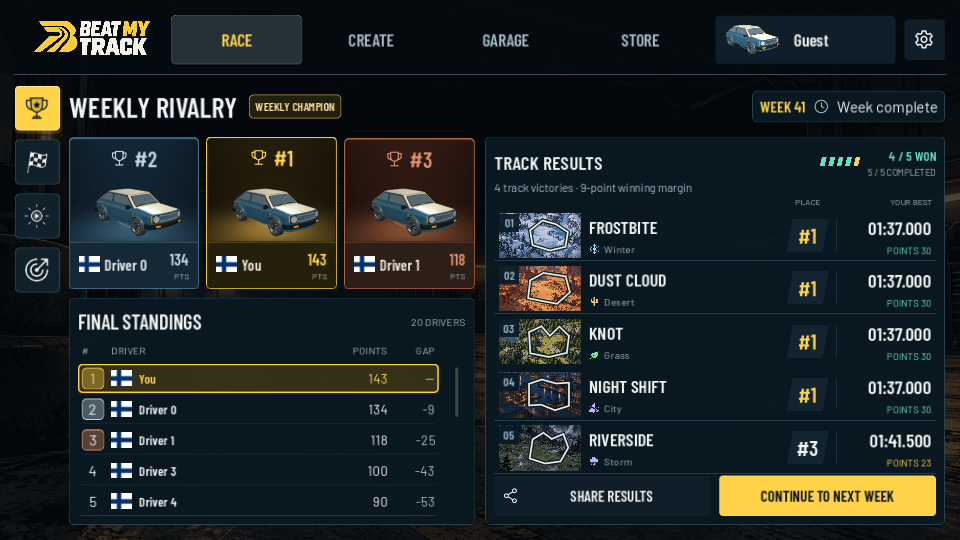 BEAT MY TRACK
RACE
CREATE
GARAGE
STORE
Guest
WEEKLY RIVALRY
WEEKLY CHAMPION
WEEK 41 Week complete
#2
Driver 0 134 PTS
#1
You 143 PTS
#3
Driver 1 118 PTS
FINAL STANDINGS
20 DRIVERS
# DRIVER POINTS GAP
1 You 143 –
2 Driver 0 134 -9
3 Driver 1 118 -25
4 Driver 3 100 -43
5 Driver 4 90 -53
TRACK RESULTS
4 / 5 WON
5 / 5 COMPLETED
4 track victories · 9-point winning margin
PLACE YOUR BEST
01 FROSTBITE #1 01:37.000
Winter POINTS 30
02 DUST CLOUD #1 01:37.000
Desert POINTS 30
03 KNOT #1 01:37.000
Grass POINTS 30
04 NIGHT SHIFT #1 01:37.000
City POINTS 30
05 RIVERSIDE #3 01:41.500
Storm POINTS 23
SHARE RESULTS
CONTINUE TO NEXT WEEK